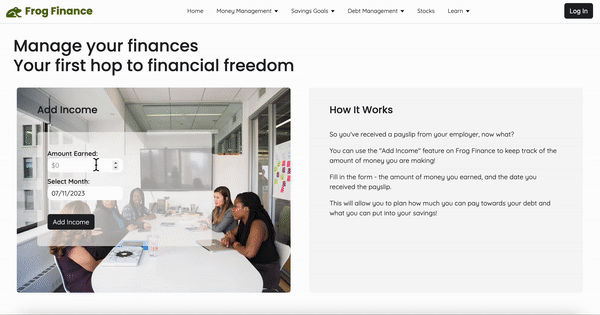 Frog Finance
Home Money Management Savings Goals Debt Management Stocks Learn Log In
Manage your finances
Your first hop to financial freedom
Add Income
Amount Earned:
$0
Select Month:
07/11/2023
Add Income
How It Works
So you've received a payslip from your employer, now what?
You can use the "Add Income" feature on Frog Finance to keep track of the
amount of money you are making!
Fill in the form - the amount of money you earned, and the date you
received the payslip.
This will allow you to plan how much you can pay towards your debt and
what you can put into your savings!